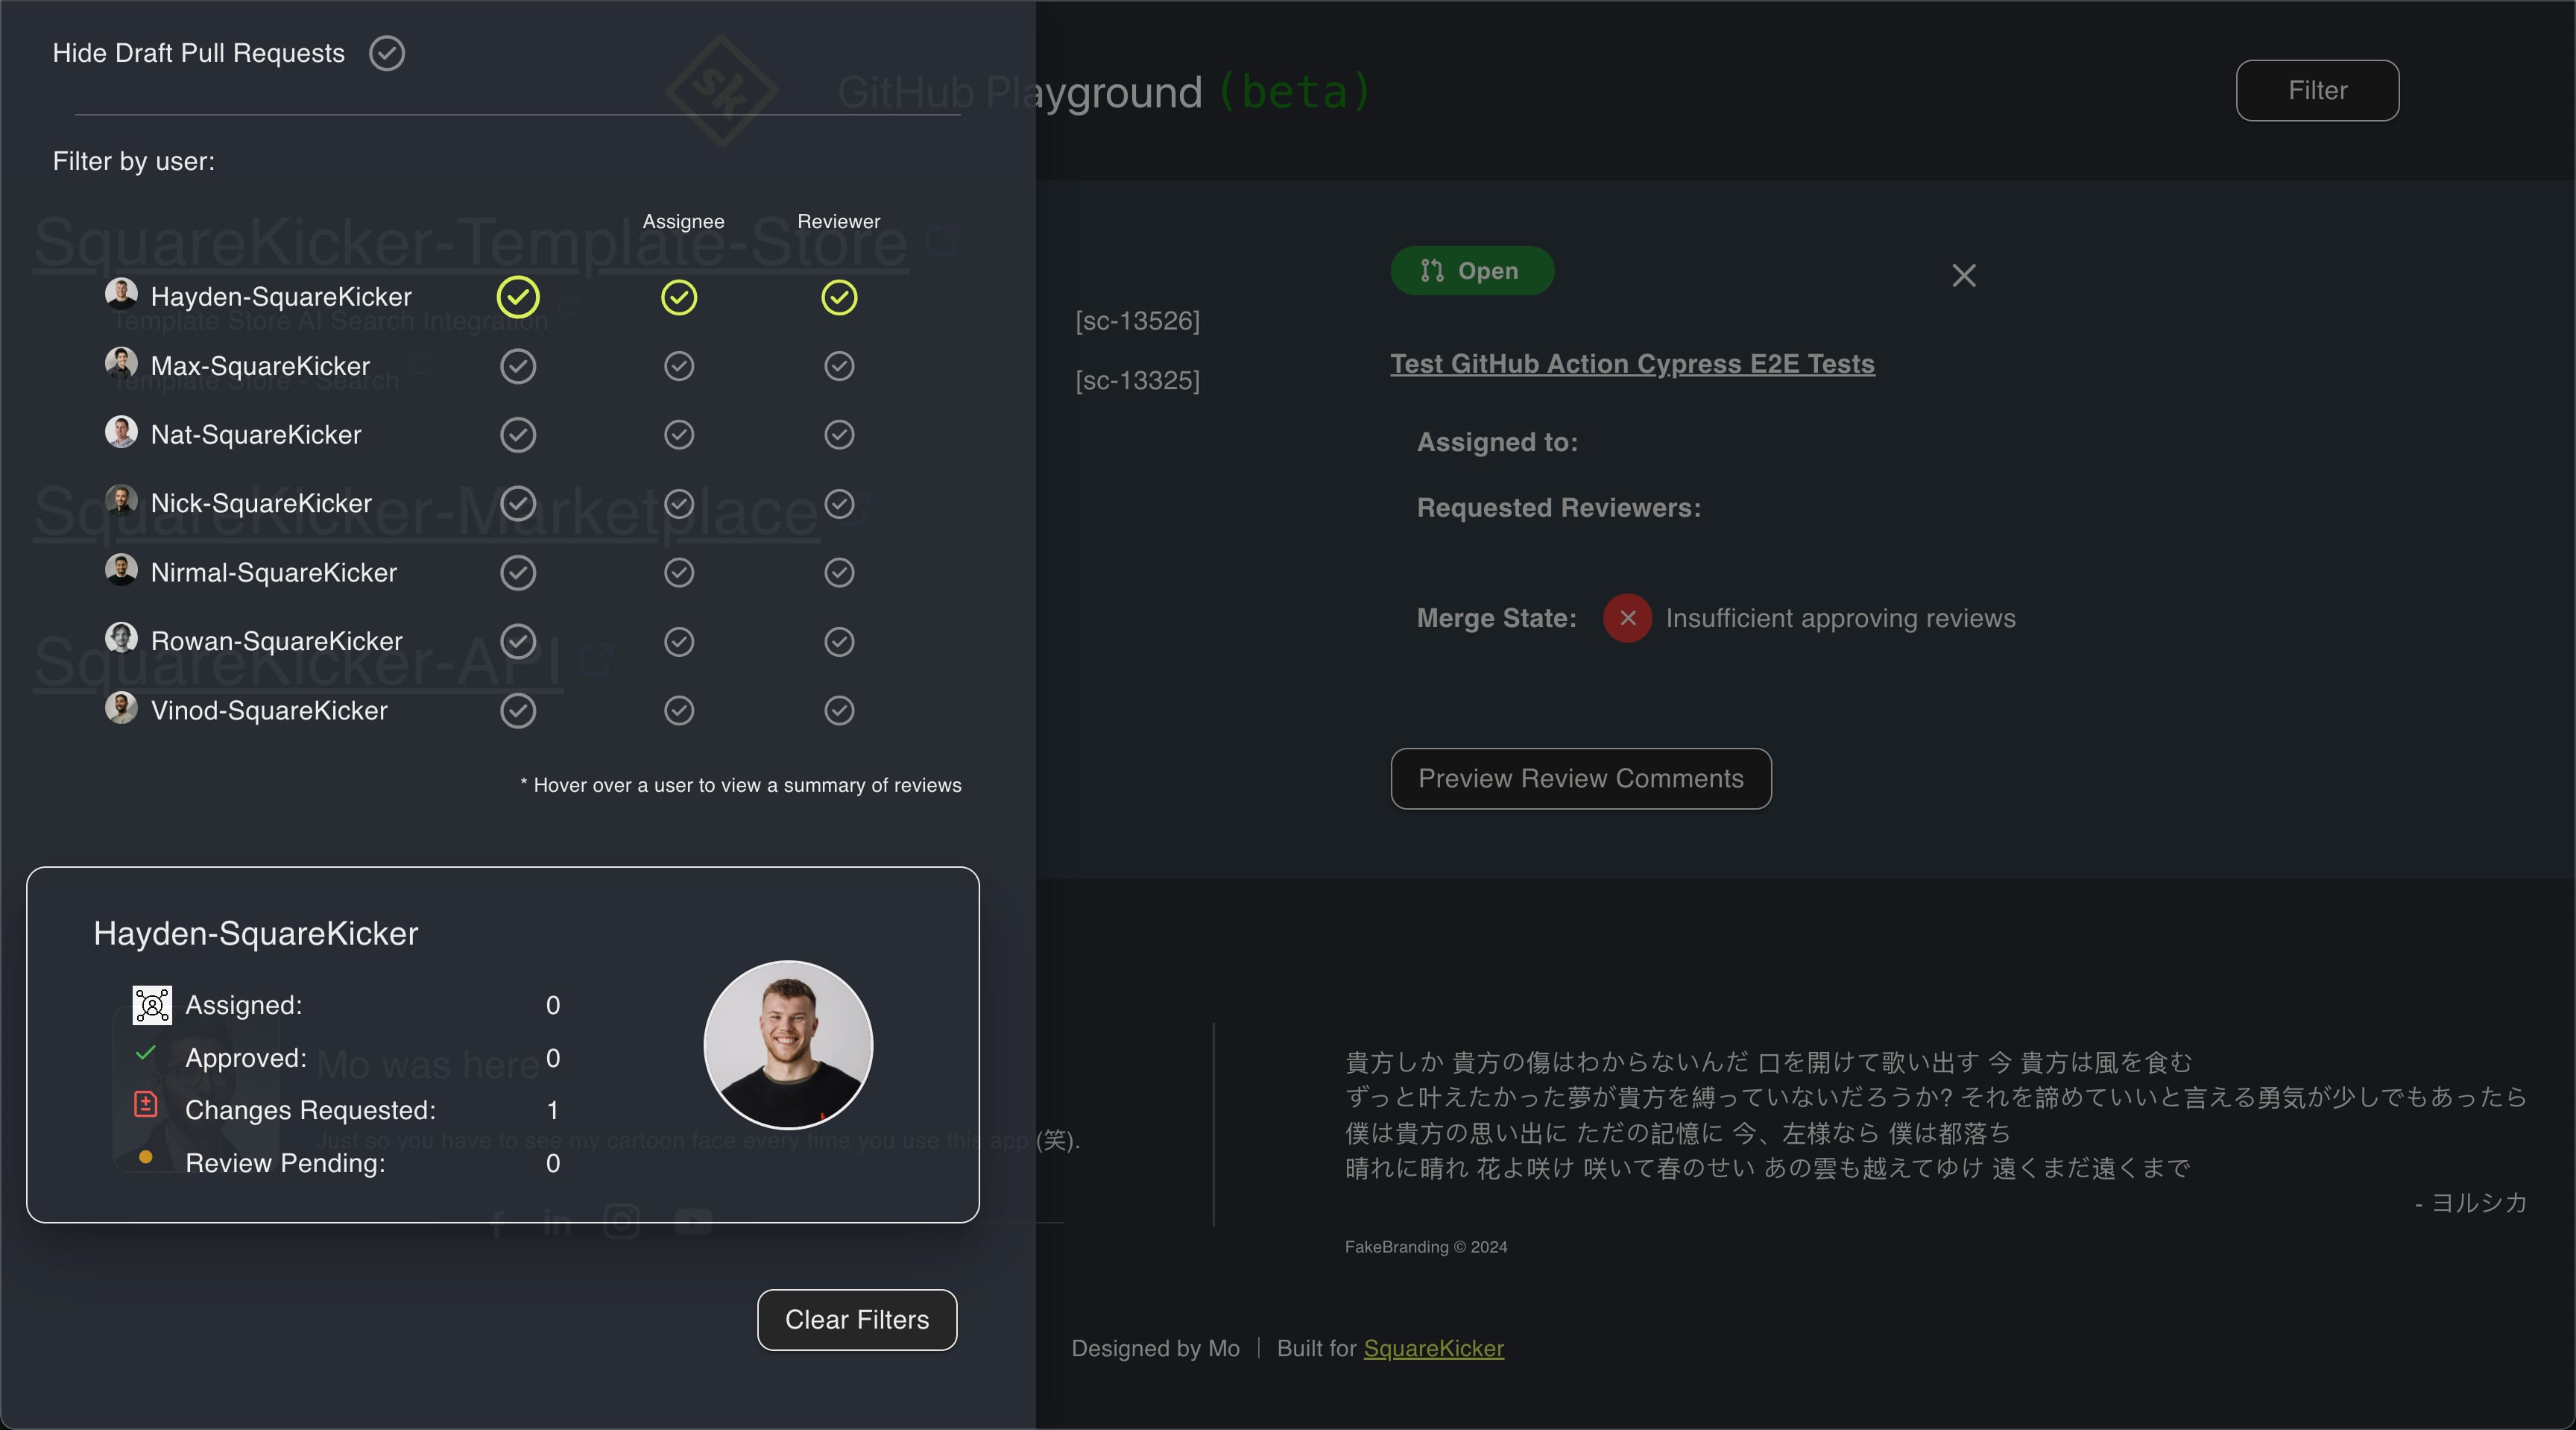 Hide Draft Pull Requests
sk
GitHub Playground (beta)
Filter
Filter by user:
SquareKicker-Template-Store
Assignee
Reviewer
Hayden-SquareKicker
Template Store AI Search Integration
[sc-13526]
Max-SquareKicker
Template Store - Search
[sc-13325]
Nat-SquareKicker
SquareKicker-Marketplace
Nick-SquareKicker
Nirmal-SquareKicker
Rowan-SquareKicker
SquareKicker-API
Vinod-SquareKicker
* Hover over a user to view a summary of reviews
Open
Test GitHub Action Cypress E2E Tests
Assigned to:
Requested Reviewers:
Merge State: Insufficient approving reviews
Preview Review Comments
Hayden-SquareKicker
Assigned: 0
Approved: 0
Changes Requested: 1
Review Pending: 0
Mo was here
Just so you have to see my cartoon face every time you use this app (笑).
貴方しか 貴方の傷はわからないんだ 口を開けて歌い出す 今 貴方は風を食む
ずっと叶えたかった夢が貴方を縛っていないだろうか? それを諦めていいと言える勇気が少しでもあったら
僕は貴方の思い出に ただの記憶に 今、左様なら 僕は都落ち
晴れに晴れ 花よ咲け 咲いて春のせい あの雲も越えてゆけ 遠くまだ遠くまで
- ヨルシカ
FakeBranding © 2024
Clear Filters
Designed by Mo | Built for SquareKicker